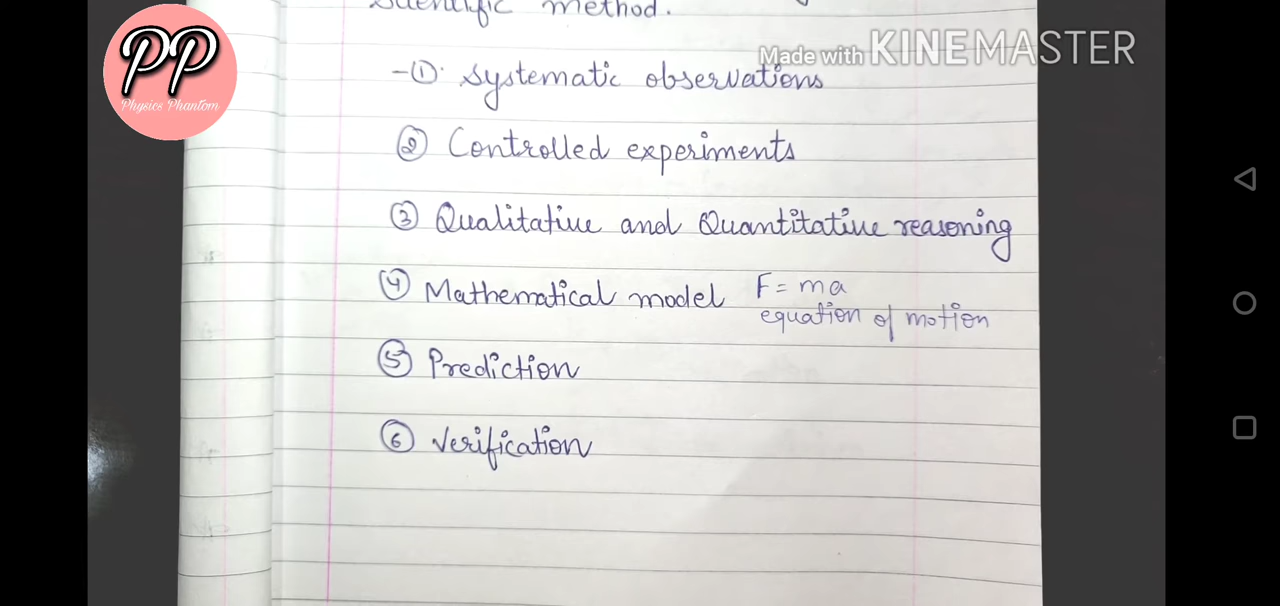 Scientific method.
PP
Physics Phantom
Made with KINEMASTER
-①. Systematic observations
② Controlled experiments
③ Qualitative and Quantitative reasoning
④ Mathematical model F = ma
equation of motion
⑤ Prediction
⑥ Verification